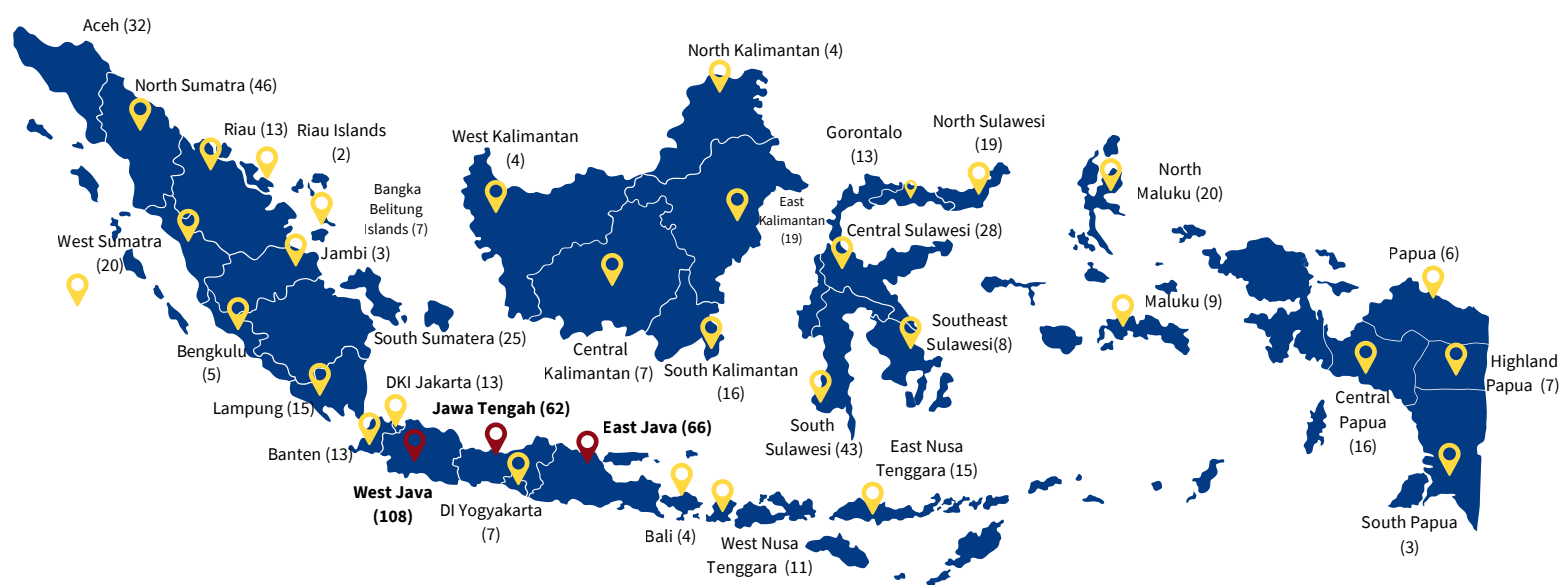 Aceh (32)
North Sumatra (46)
Riau (13)
Riau Islands
(2)
Bangka
Belitung
Islands (7)
West Sumatra
(20)
Jambi (3)
South Sumatera (25)
Bengkulu
(5)
Lampung (15)
DKI Jakarta (13)
Banten (13)
Jawa Tengah (62)
East Java (66)
West Java
(108)
DI Yogyakarta
(7)
North Kalimantan (4)
West Kalimantan
(4)
East
Kalimantan
(19)
Central
Kalimantan (7)
South Kalimantan
(16)
Gorontalo
(13)
North Sulawesi
(19)
Central Sulawesi (28)
Southeast
Sulawesi(8)
South
Sulawesi (43)
Bali (4)
West Nusa
Tenggara (11)
East Nusa
Tenggara (15)
North
Maluku (20)
Maluku (9)
Papua (6)
Highland
Papua (7)
Central
Papua
(16)
South Papua
(3)